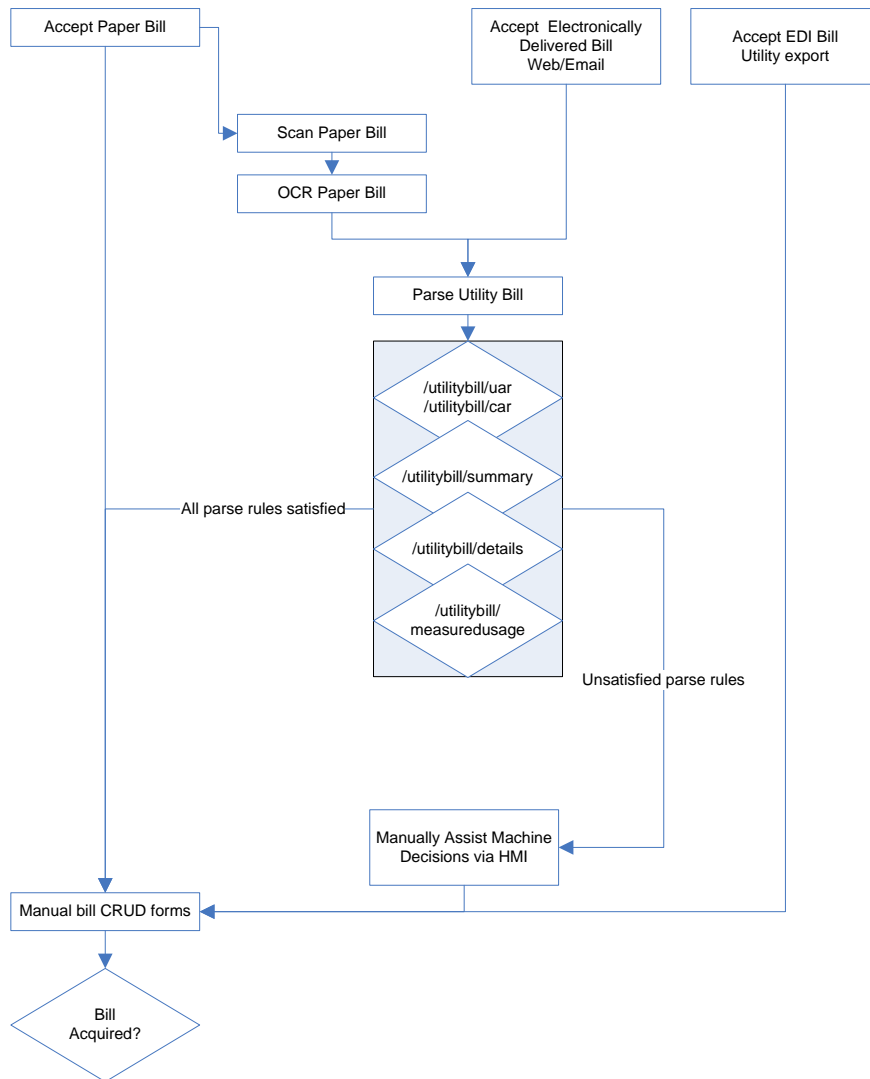 Accept Paper Bill
Accept Electronically
Delivered Bill
Web/Email
Accept EDI Bill
Utility export
Scan Paper Bill
OCR Paper Bill
Parse Utility Bill
/utilitybill/uar
/utilitybill/car
/utilitybill/summary
All parse rules satisfied
/utilitybill/details
/utilitybill/
measuredusage
Unsatisfied parse rules
Manually Assist Machine
Decisions via HMI
Manual bill CRUD forms
Bill
Acquired?